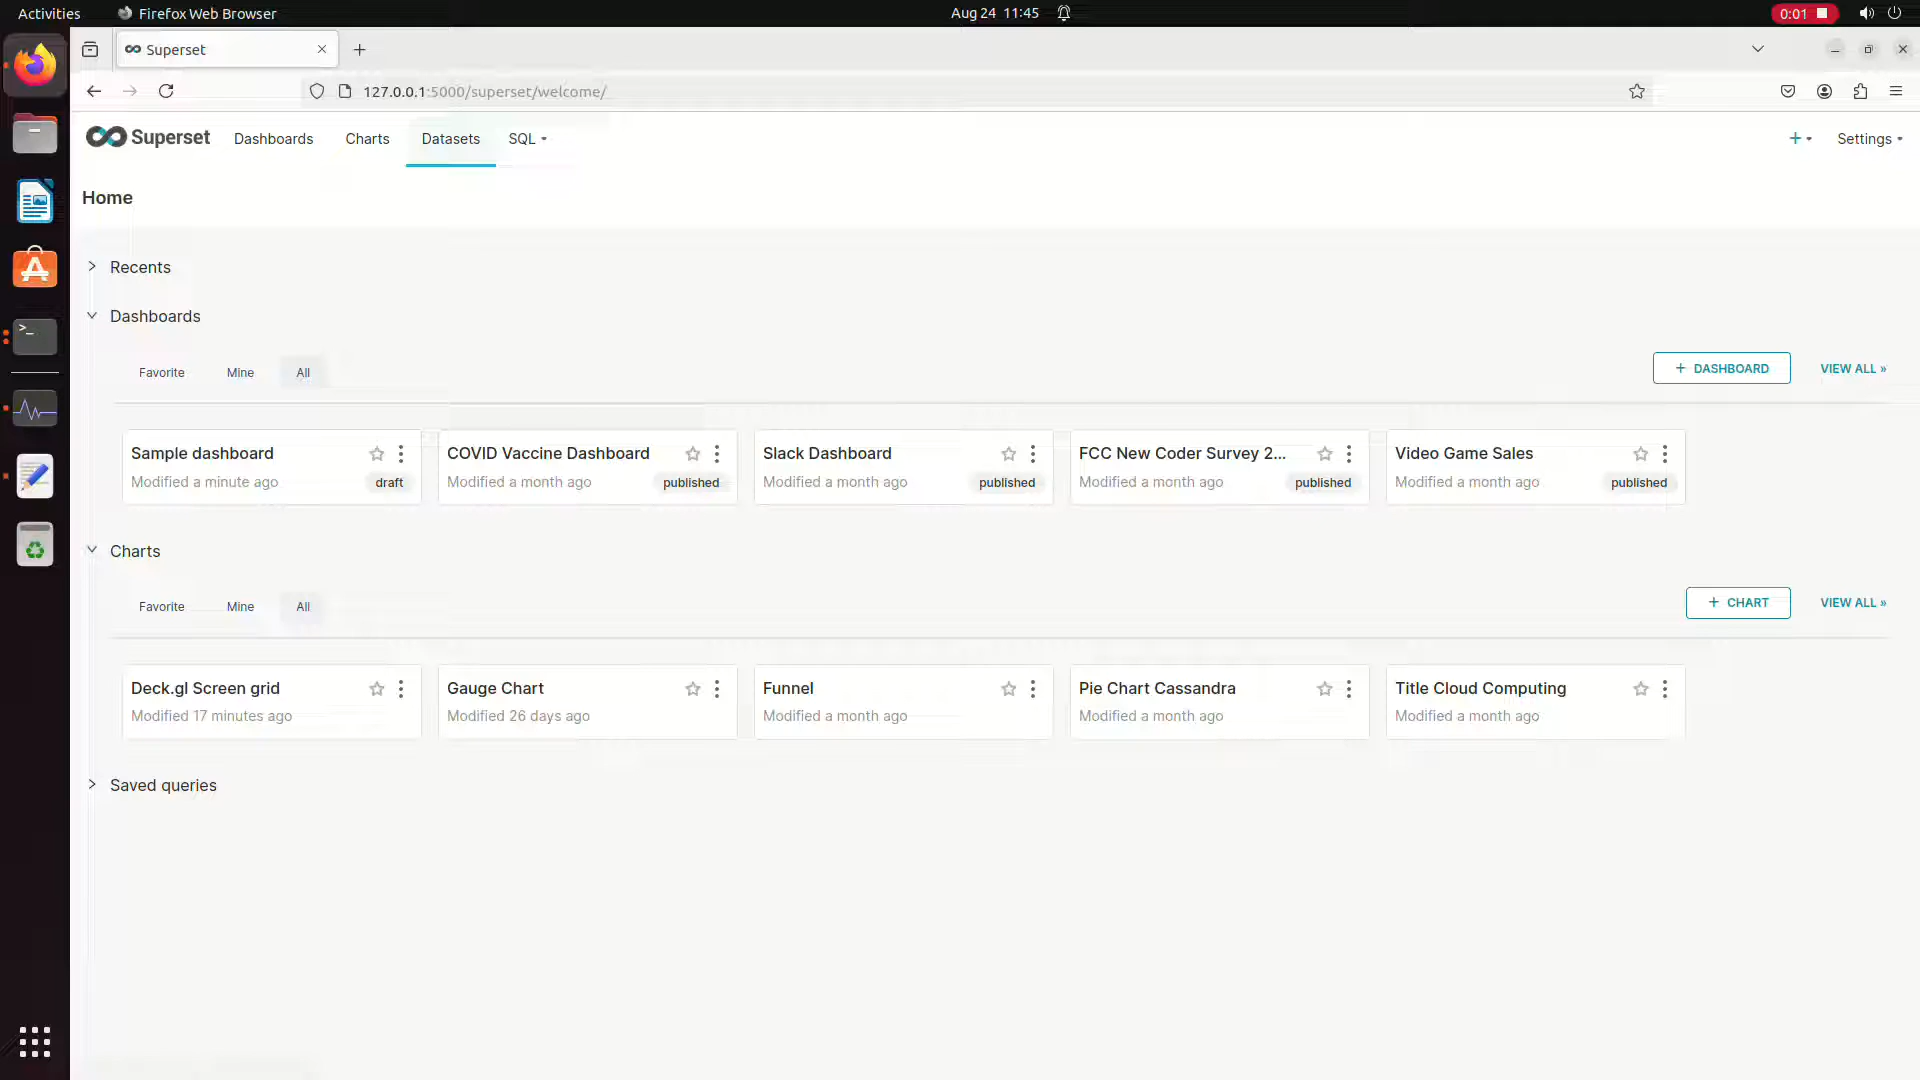 Activities
Firefox Web Browser
Aug 24 11:45
0:01
Superset
127.0.0.1:5000/superset/welcome/
Superset
Dashboards
Charts
Datasets
SQL
Settings
Home
Recents
Dashboards
Favorite
Mine
All
+ DASHBOARD
VIEW ALL »
Sample dashboard
Modified a minute ago
draft
COVID Vaccine Dashboard
Modified a month ago
published
Slack Dashboard
Modified a month ago
published
FCC New Coder Survey 2...
Modified a month ago
published
Video Game Sales
Modified a month ago
published
Charts
Favorite
Mine
All
+ CHART
VIEW ALL »
Deck.gl Screen grid
Modified 17 minutes ago
Gauge Chart
Modified 26 days ago
Funnel
Modified a month ago
Pie Chart Cassandra
Modified a month ago
Title Cloud Computing
Modified a month ago
Saved queries